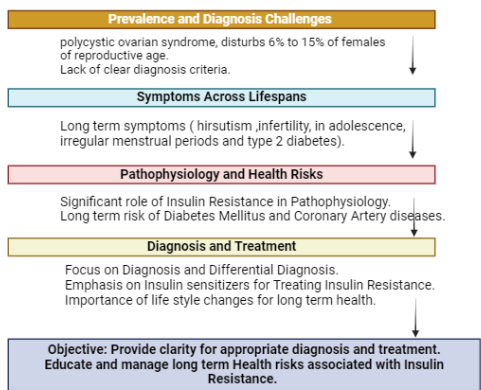 Prevalence and Diagnosis Challenges
polycystic ovarian syndrome, disturbs 6% to 15% of females
of reproductive age.
Lack of clear diagnosis criteria.
Symptoms Across Lifespans
Long term symptoms ( hirsutism ,infertility, in adolescence,
irregular menstrual periods and type 2 diabetes).
Pathophysiology and Health Risks
Significant role of Insulin Resistance in Pathophysiology.
Long term risk of Diabetes Mellitus and Coronary Artery diseases.
Diagnosis and Treatment
Focus on Diagnosis and Differential Diagnosis.
Emphasis on Insulin sensitizers for Treating Insulin Resistance.
Importance of life style changes for long term health.
Objective: Provide clarity for appropriate diagnosis and treatment.
Educate and manage long term Health risks associated with Insulin
Resistance.